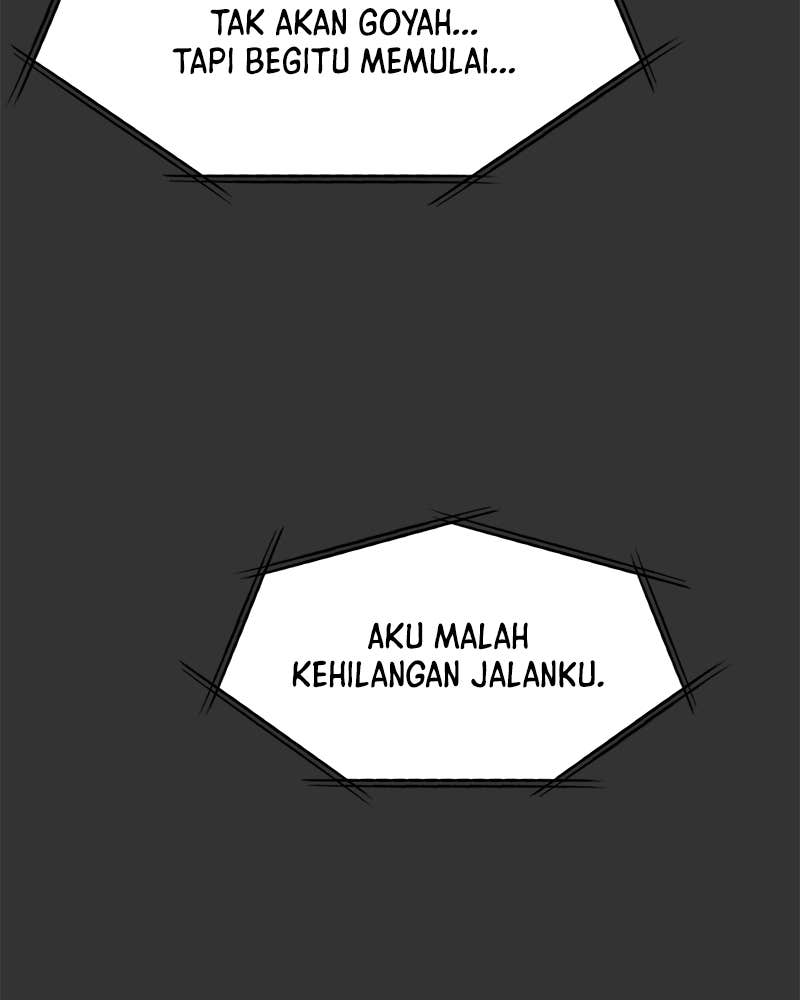 TAK AKAN GOYAH...
TAPI BEGITU MEMULAI...
AKU MALAH
KEHILANGAN JALANKU.